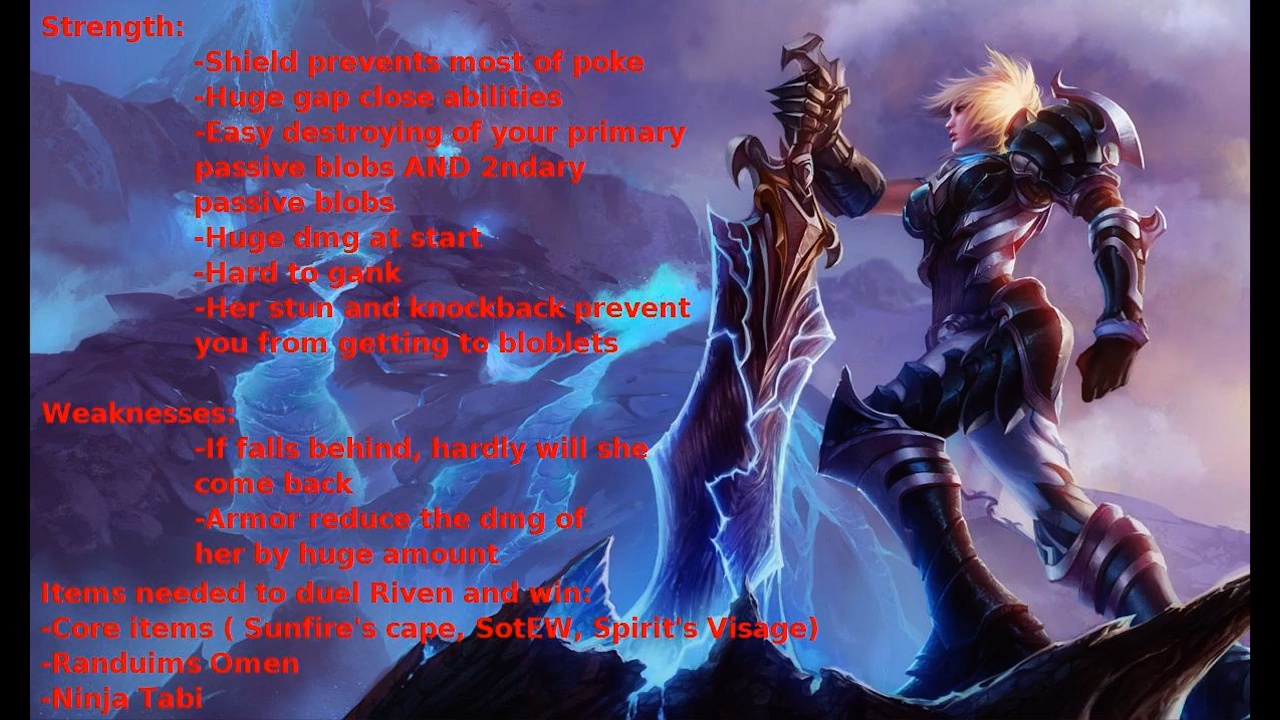 Strength:
-Shield prevents most of poke
-Huge gap close abilities
-Easy destroying of your primary
passive blobs AND 2ndary
passive blobs
-Huge dmg at start
-Hard to gank
-Her stun and knockback prevent
you from getting to bloblets
Weaknesses:
-If falls behind, hardly will she
come back
-Armor reduce the dmg of
her by huge amount
Items needed to duel Riven and win:
-Core items ( Sunfire's cape, SotEW, Spirit's Visage)
-Randuims Omen
-Ninja Tabi